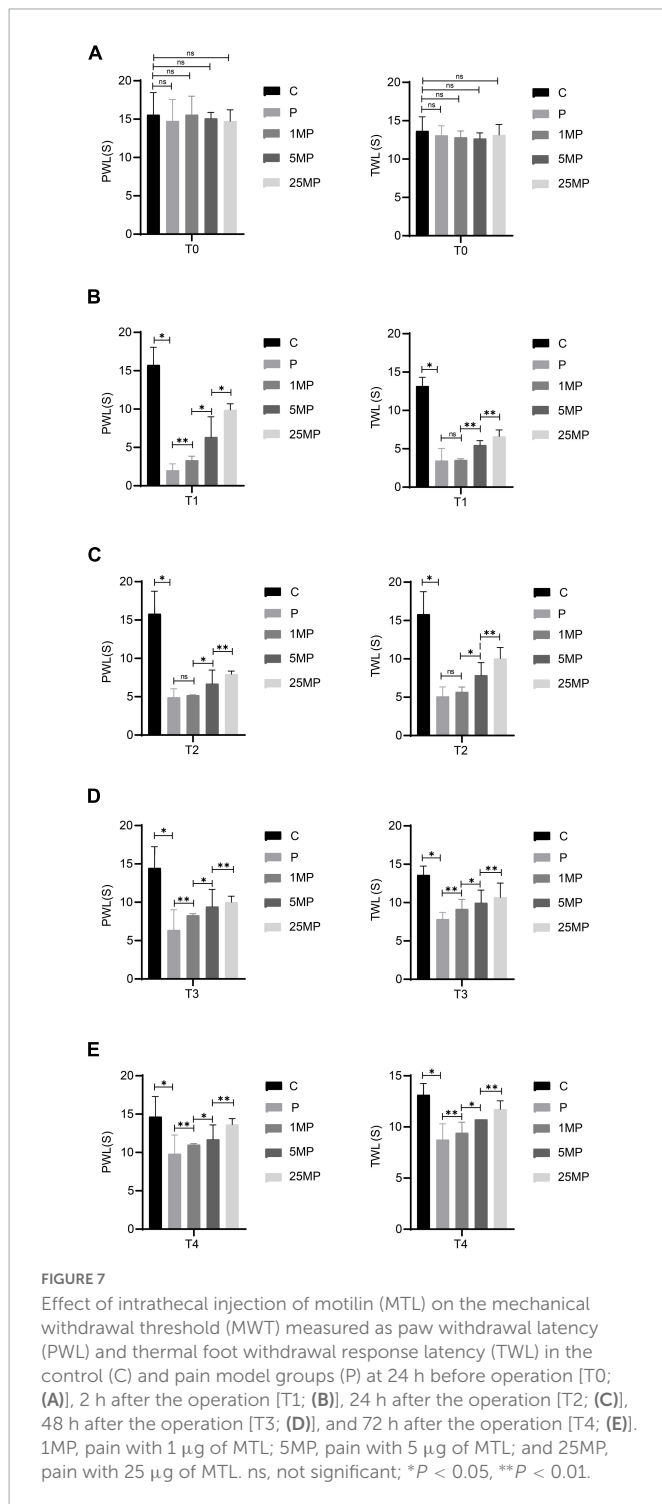 A
ns
ns
ns
ns
20
15
10
5
0
PWL(S)
T0
C
P
1MP
5MP
25MP
ns
ns
ns
ns
20
15
10
5
0
TWL(S)
T0
C
P
1MP
5MP
25MP
B
20
15
10
5
0
PWL(S)
*
**
*
*
T1
C
P
1MP
5MP
25MP
20
15
10
5
0
TWL(S)
*
ns
**
**
T1
C
P
1MP
5MP
25MP
C
20
15
10
5
0
PWL(S)
*
ns
*
**
T2
C
P
1MP
5MP
25MP
20
15
10
5
0
TWL(S)
*
ns
*
**
T2
C
P
1MP
5MP
25MP
D
20
15
10
5
0
PWL(S)
*
**
*
**
T3
C
P
1MP
5MP
25MP
20
15
10
5
0
TWL(S)
*
**
*
**
T3
C
P
1MP
5MP
25MP
E
20
15
10
5
0
PWL(S)
*
**
*
**
T4
C
P
1MP
5MP
25MP
15
10
5
0
TWL(S)
*
**
*
**
T4
C
P
1MP
5MP
25MP
FIGURE 7
Effect of intrathecal injection of motilin (MTL) on the mechanical
withdrawal threshold (MWT) measured as paw withdrawal latency
(PWL) and thermal foot withdrawal response latency (TWL) in the
control (C) and pain model groups (P) at 24 h before operation [T0;
(A)], 2 h after the operation [T1; (B)], 24 h after the operation [T2; (C)],
48 h after the operation [T3; (D)], and 72 h after the operation [T4; (E)].
1MP, pain with 1 μg of MTL; 5MP, pain with 5 μg of MTL; and 25MP,
pain with 25 μg of MTL. ns, not significant; *P < 0.05, **P < 0.01.